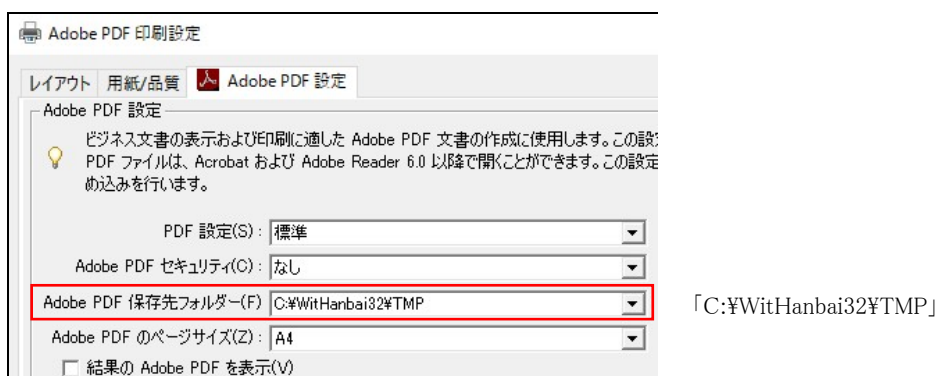 Adobe PDF 印刷設定
レイアウト 用紙/品質 Adobe PDF 設定
Adobe PDF 設定
ビジネス文書の表示および印刷に適した Adobe PDF 文書の作成に使用します。この設
PDF ファイルは、Acrobat および Adobe Reader 6.0 以降で開くことができます。この設定
め込みを行います。
PDF 設定(S): 標準
Adobe PDF セキュリティ(C): なし
Adobe PDF 保存先フォルダー(F) C:¥WitHanbai32¥TMP
「C:¥WitHanbai32¥TMP」
Adobe PDF のページサイズ(Z): A4
結果の Adobe PDF を表示(V)